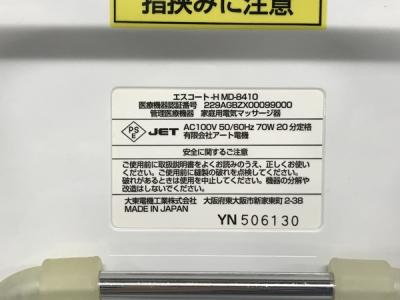 指挟みに注意
エスコート-H MD-8410
医療機器認証番号 229AGBZX00099000
管理医療機器 家庭用電気マッサージ器
PSE JET AC100V 50/60Hz 70W 20分定格
有限会社アート電機
安全に関するご注意
ご使用前に取扱説明書をよくお読みのうえ、正しくお使い
ください。ご使用前に縫製の破れを点検してください。
破れがあるときは使用を中止してください。機器の分解や
改造はしないでください。
大東電機工業株式会社 大阪府東大阪市新家東町2-38
MADE IN JAPAN
YN 506130